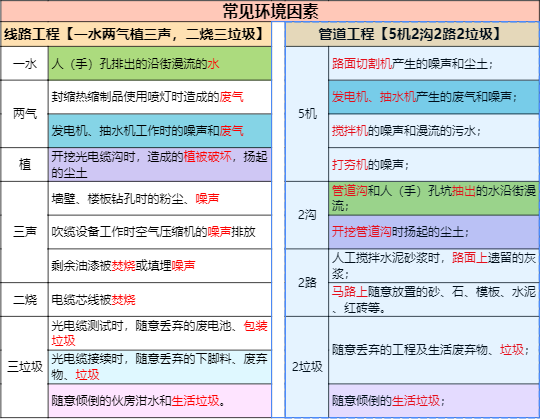 常见环境因素
线路工程【一水两气植三声，二烧三垃圾】
管道工程【5机2沟2路2垃圾】
一水
人（手）孔排出的沿街漫流的水
两气
封缩热缩制品使用喷灯时造成的废气
发电机、抽水机工作时的噪声和废气
植
开挖光电缆沟时，造成的植被破坏，扬起
的尘土
三声
墙壁、楼板钻孔时的粉尘、噪声
吹缆设备工作时空气压缩机的噪声排放
剩余油漆被焚烧或填埋噪声
二烧
电缆芯线被焚烧
三垃圾
光电缆测试时，随意丢弃的废电池、包装
垃圾
光电缆接续时，随意丢弃的下脚料、废弃
物、垃圾
随意倾倒的伙房泔水和生活垃圾。
5机
路面切割机产生的噪声和尘土；
发电机、抽水机产生的废气和噪声；
搅拌机的噪声和漫流的污水；
打夯机的噪声；
2沟
管道沟和人（手）孔坑抽出的水沿街漫
流；
开挖管道沟时扬起的尘土；
2路
人工搅拌水泥砂浆时，路面上遗留的灰
浆；
马路上随意放置的砂、石、模板、水泥
、红砖等。
2垃圾
随意丢弃的工程及生活废弃物、垃圾；
随意倾倒的生活垃圾；